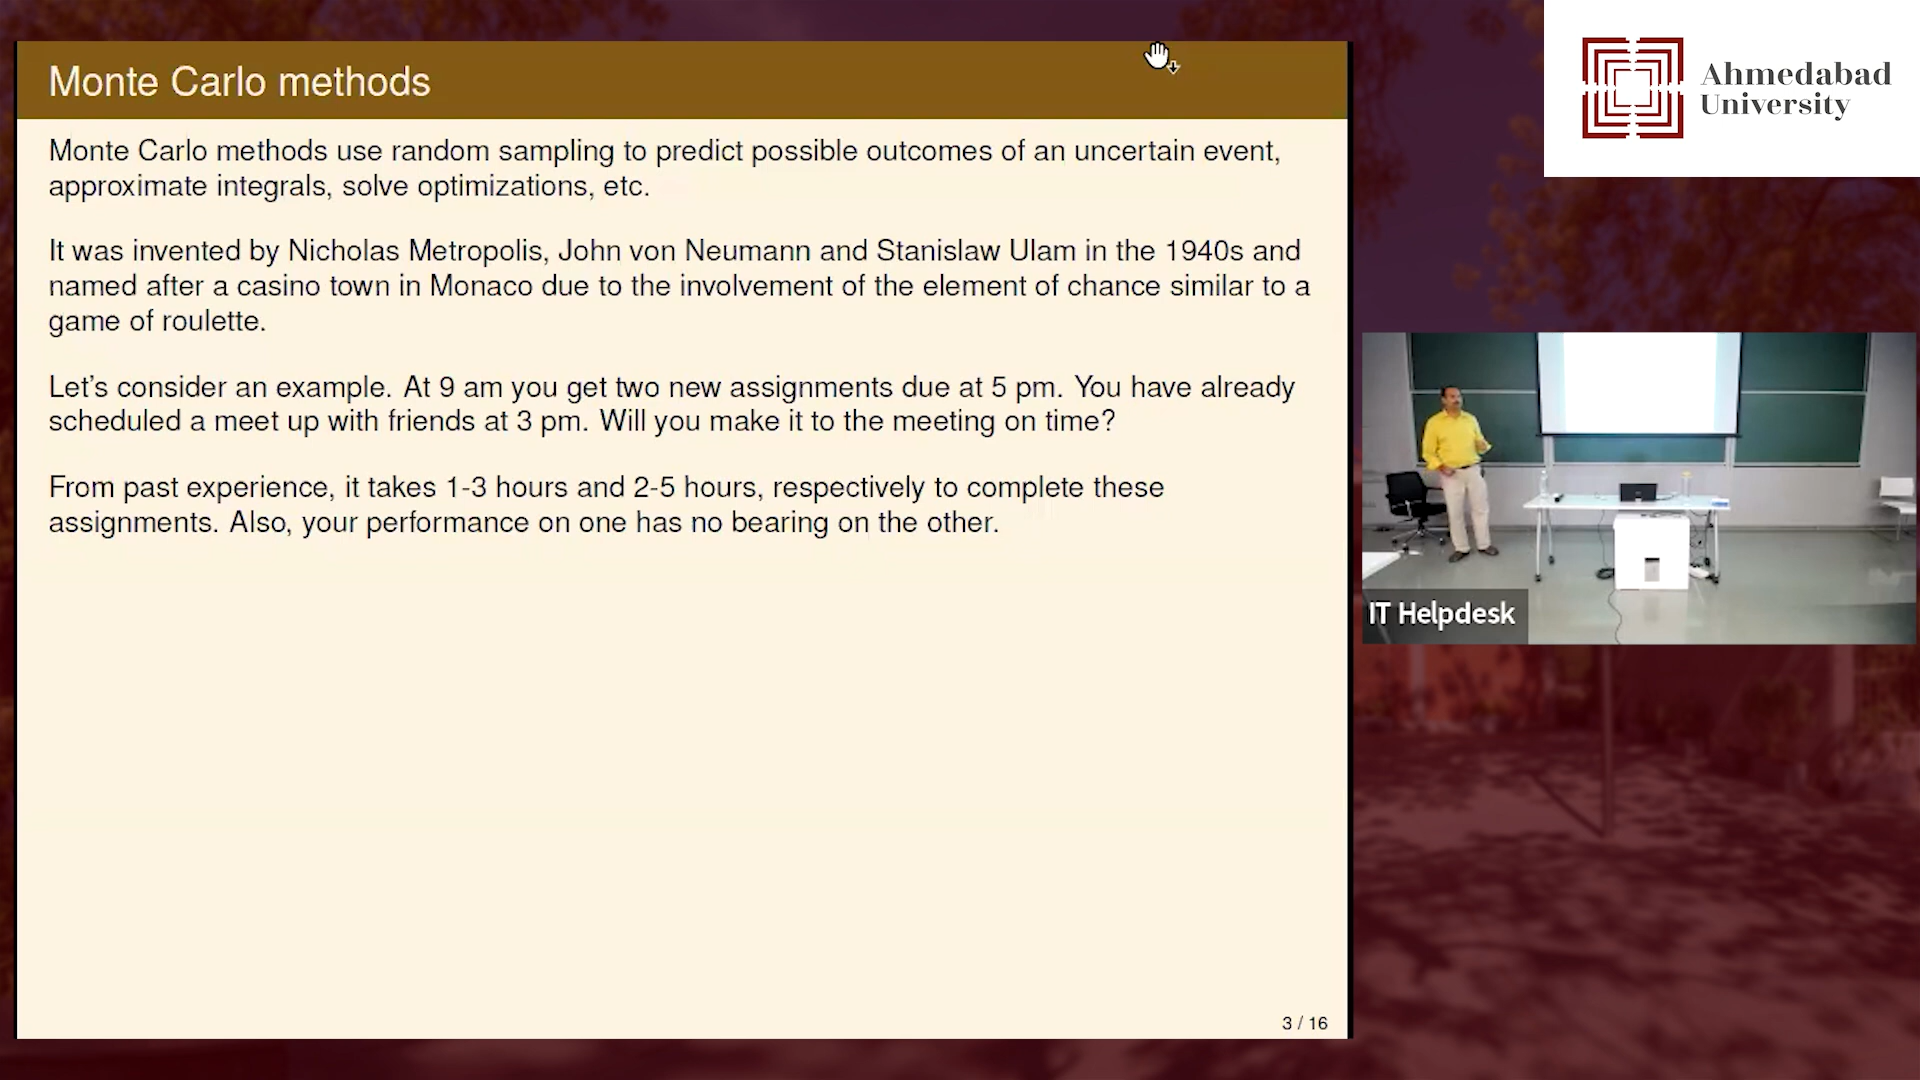 Monte Carlo methods
Monte Carlo methods use random sampling to predict possible outcomes of an uncertain event,
approximate integrals, solve optimizations, etc.
It was invented by Nicholas Metropolis, John von Neumann and Stanislaw Ulam in the 1940s and
named after a casino town in Monaco due to the involvement of the element of chance similar to a
game of roulette.
Let's consider an example. At 9 am you get two new assignments due at 5 pm. You have already
scheduled a meet up with friends at 3 pm. Will you make it to the meeting on time?
From past experience, it takes 1-3 hours and 2-5 hours, respectively to complete these
assignments. Also, your performance on one has no bearing on the other.
3 / 16
Ahmedabad
University
IT Helpdesk